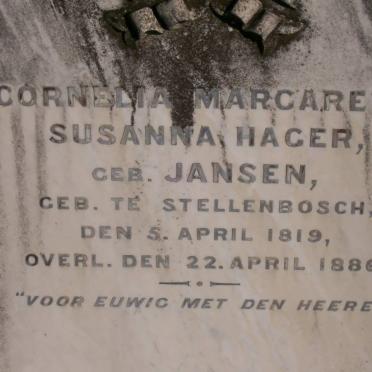 CORNELIA MARGARE
SUSANNA HAGER,
GEB. JANSEN,
GEB. TE STELLENBOSCH,
DEN 5. APRIL 1819,
OVERL. DEN 22. APRIL 1886
"VOOR EUWIG MET DEN HEERE